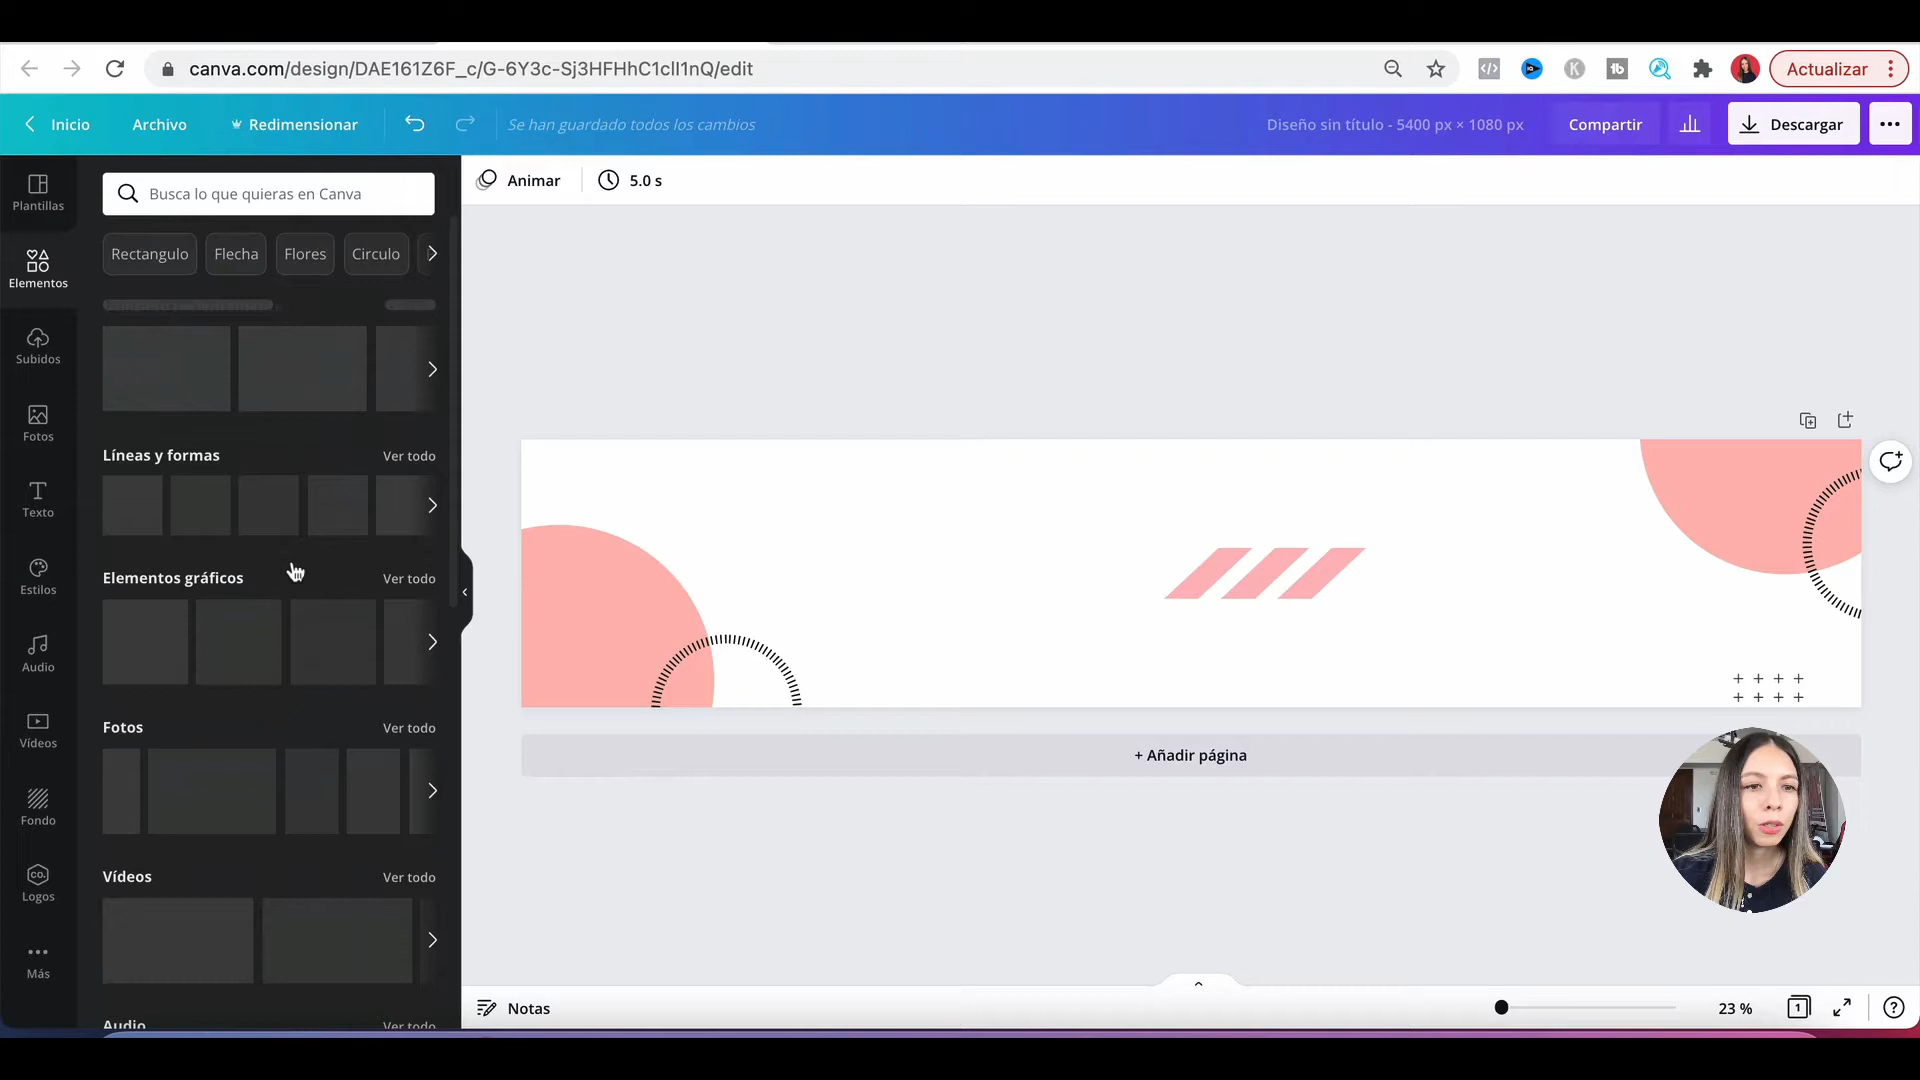 canva.com/design/DAE161Z6F_c/G-6Y3c-Sj3HFHhC1clI1nQ/edit
Actualizar
Inicio
Archivo
Redimensionar
Se han guardado todos los cambios
Diseño sin título - 5400 px × 1080 px
Compartir
Descargar
Plantillas
Elementos
Subidos
Fotos
Texto
Estilos
Audio
Vídeos
Fondo
Logos
Más
Busca lo que quieras en Canva
Rectangulo
Flecha
Flores
Circulo
Líneas y formas
Ver todo
Elementos gráficos
Ver todo
Fotos
Ver todo
Vídeos
Ver todo
Audio
Ver todo
Animar
5.0 s
+ Añadir página
Notas
23 %
1